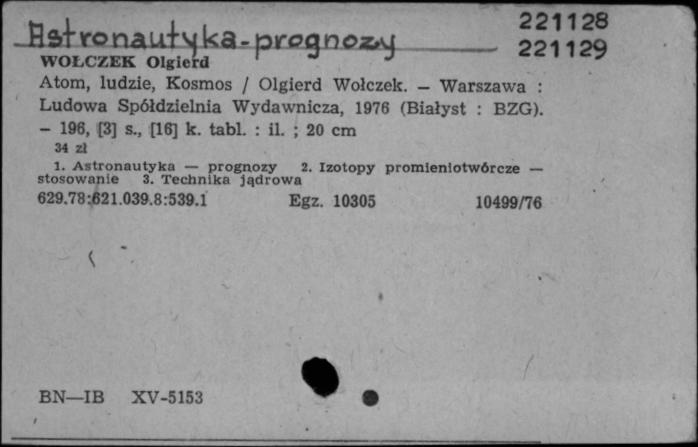 Astronautyka - prognozy 221128
221129
WOŁCZEK Olgierd
Atom, ludzie, Kosmos / Olgierd Wołczek. — Warszawa :
Ludowa Spółdzielnia Wydawnicza, 1976 (Białyst : BZG).
— 196, [3] s., [16] k. tabl. : il. ; 20 cm
34 zł
1. Astronautyka — prognozy 2. Izotopy promieniotwórcze —
stosowanie 3. Technika jądrowa
629.78:621.039.8:539.1 Egz. 10305 10499/76
BN—IB XV-5153